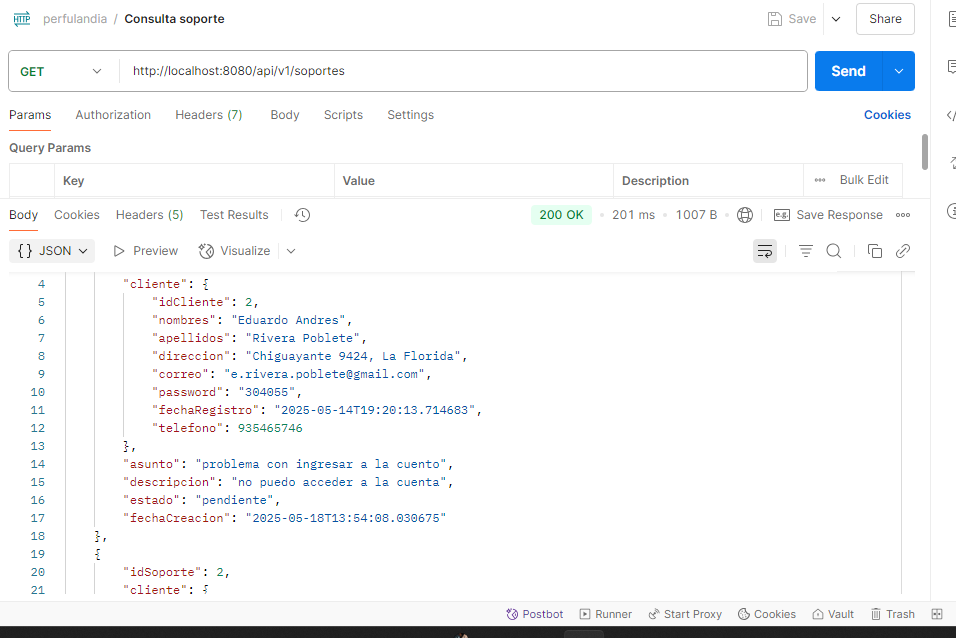 HTTP perfulandia / Consulta soporte Save Share
GET http://localhost:8080/api/v1/soportes Send
Params Authorization Headers (7) Body Scripts Settings Cookies
Query Params
Key Value Description ••• Bulk Edit
Body Cookies Headers (5) Test Results 200 OK • 201 ms • 1007 B e.g. Save Response •••
{} JSON Preview Visualize
4 "cliente": {
5 "idCliente": 2,
6 "nombres": "Eduardo Andres",
7 "apellidos": "Rivera Poblete",
8 "direccion": "Chiguayante 9424, La Florida",
9 "correo": "e.rivera.poblete@gmail.com",
10 "password": "304055",
11 "fechaRegistro": "2025-05-14T19:20:13.714683",
12 "telefono": 935465746
13 },
14 "asunto": "problema con ingresar a la cuento",
15 "descripcion": "no puedo acceder a la cuenta",
16 "estado": "pendiente",
17 "fechaCreacion": "2025-05-18T13:54:08.030675"
18 },
19 {
20 "idSoporte": 2,
21 "cliente": {
Postbot Runner Start Proxy Cookies Vault Trash